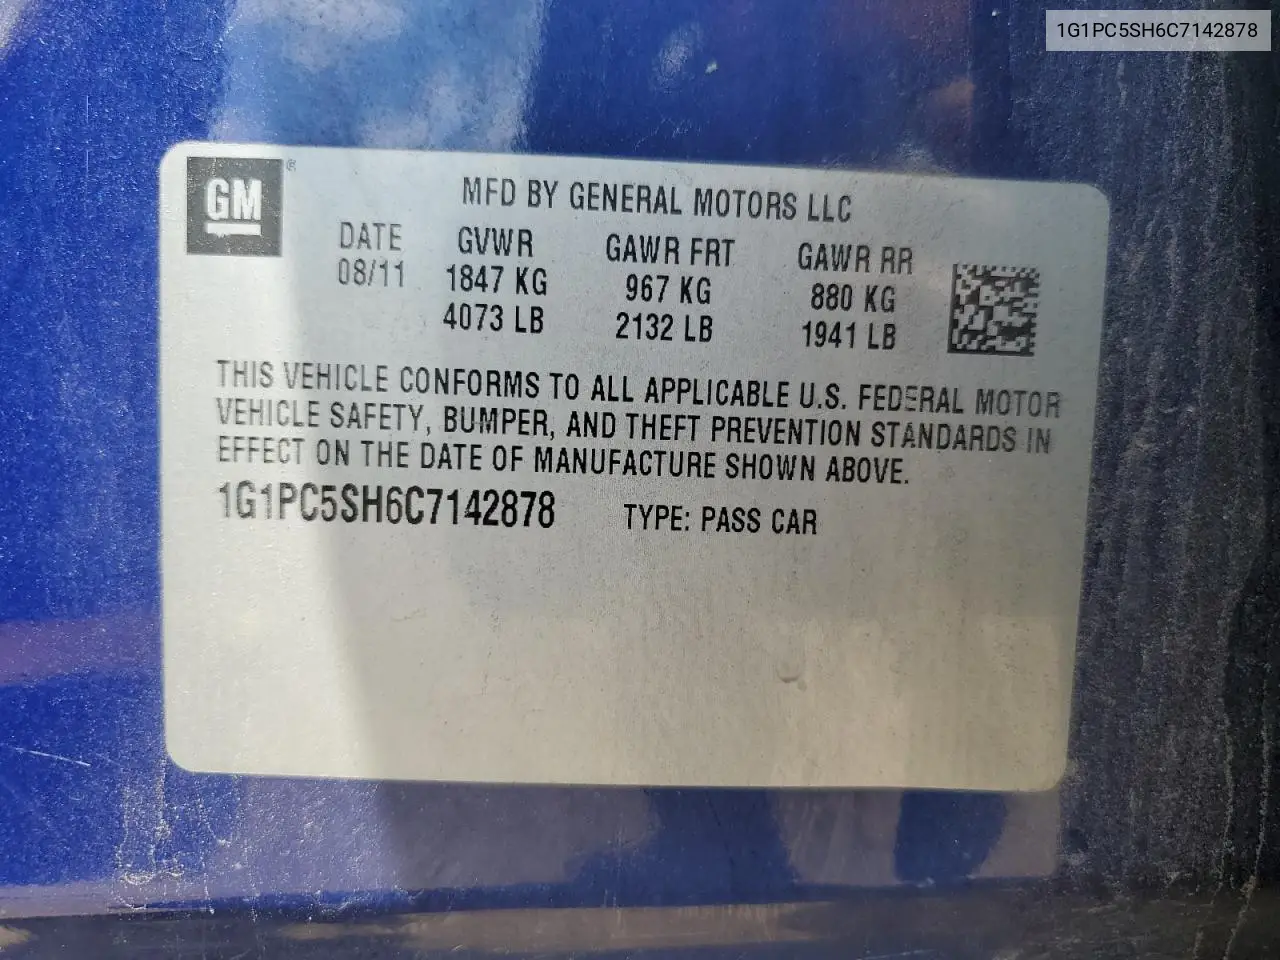 1G1PC5SH6C7142878
GM
®
MFD BY GENERAL MOTORS LLC
DATE GVWR GAWR FRT GAWR RR
08/11 1847 KG 967 KG 880 KG
4073 LB 2132 LB 1941 LB
THIS VEHICLE CONFORMS TO ALL APPLICABLE U.S. FEDERAL MOTOR
VEHICLE SAFETY, BUMPER, AND THEFT PREVENTION STANDARDS IN
EFFECT ON THE DATE OF MANUFACTURE SHOWN ABOVE.
1G1PC5SH6C7142878 TYPE: PASS CAR